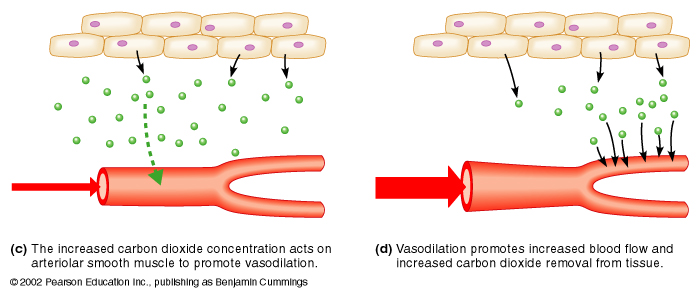 (c) The increased carbon dioxide concentration acts on
arteriolar smooth muscle to promote vasodilation.
© 2002 Pearson Education Inc., publishing as Benjamin Cummings
(d) Vasodilation promotes increased blood flow and
increased carbon dioxide removal from tissue.